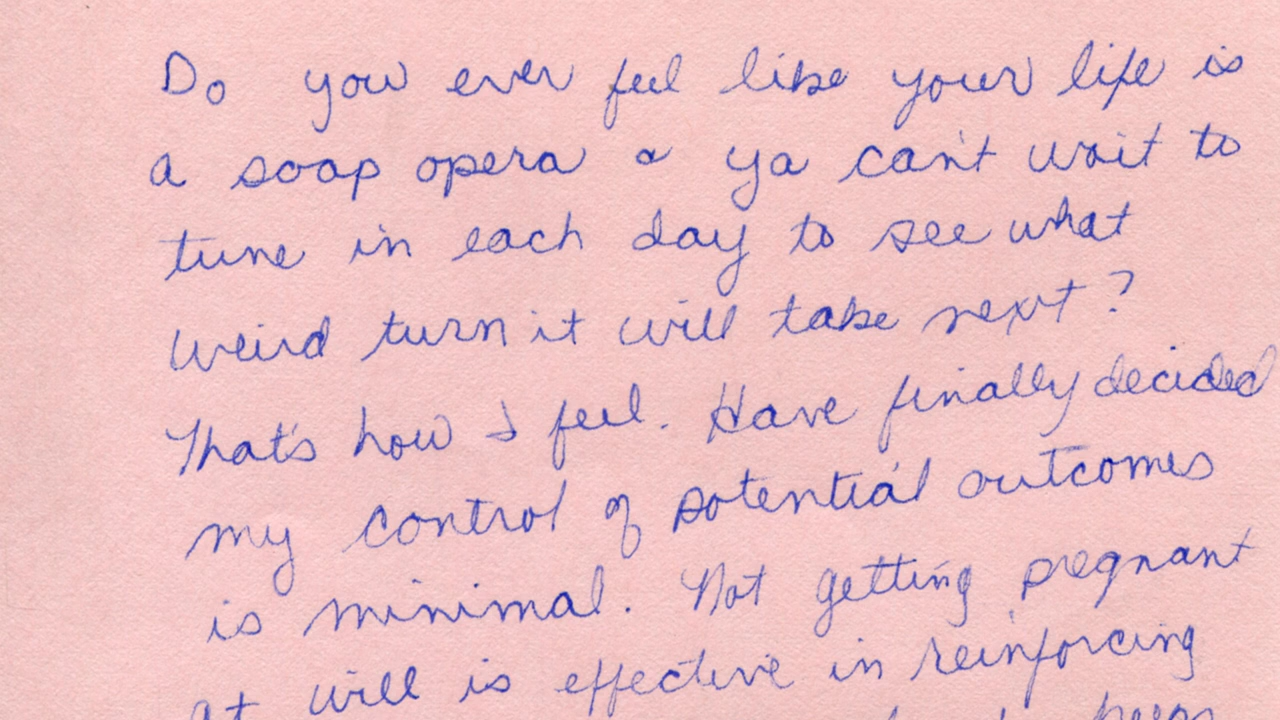 Do you ever feel like your life is
a soap opera & ya can't wait to
tune in each day to see what
weird turn it will take next?
That's how I feel. Have finally decided
my control of potential outcomes
is minimal. Not getting pregnant
at will is effective in reinforcing